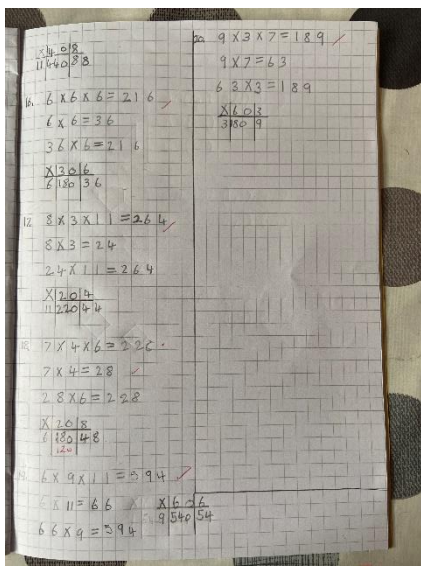 X 40 8
11 440 88
16. 6 x 6 x 6 = 216
6 x 6 = 36
36 x 6 = 216
X 30 6
6 180 36
17. 8 x 3 x 11 = 264
8 x 3 = 24
24 x 11 = 264
X 20 4
11 220 44
18. 7 x 4 x 6 = 226
7 x 4 = 28
28 x 6 = 228
X 20 8
6 180 48
120
19. 6 x 9 x 11 = 594
6 x 11 = 66
66 x 9 = 594
X 60 6
9 540 54
20. 9 x 3 x 7 = 189
9 x 7 = 63
63 x 3 = 189
X 60 3
3 180 9